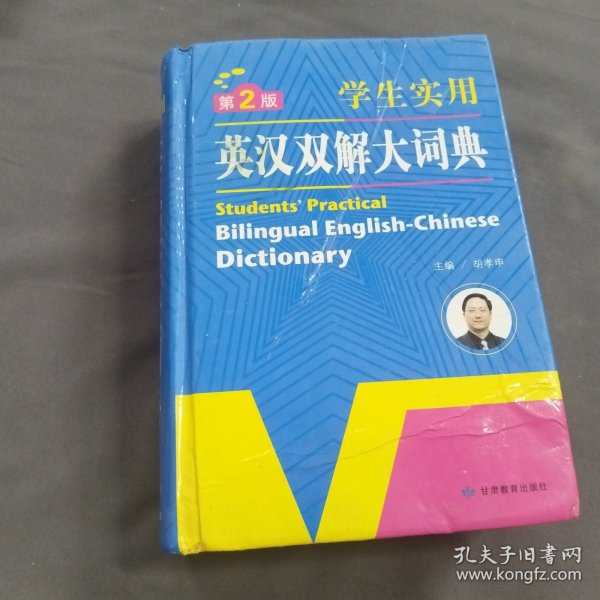 第2版
学生实用
英汉双解大词典
Students' Practical
Bilingual English-Chinese
Dictionary
主编 / 胡孝申
甘肃教育出版社
孔夫子旧书网
www.kongfz.com